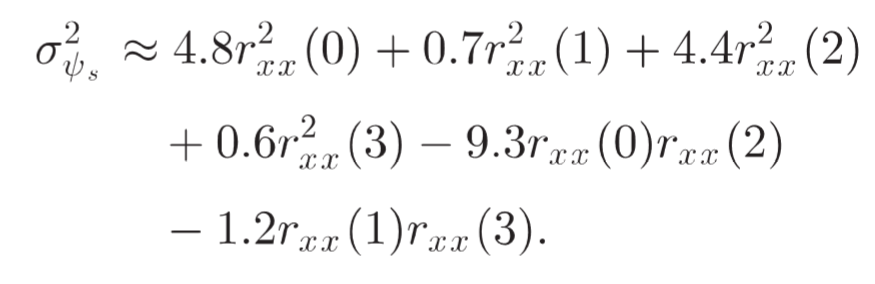 σ²_{ψ_s} ≈ 4.8r²_{xx}(0) + 0.7r²_{xx}(1) + 4.4r²_{xx}(2)
+ 0.6r²_{xx}(3) − 9.3r_{xx}(0)r_{xx}(2)
− 1.2r_{xx}(1)r_{xx}(3).